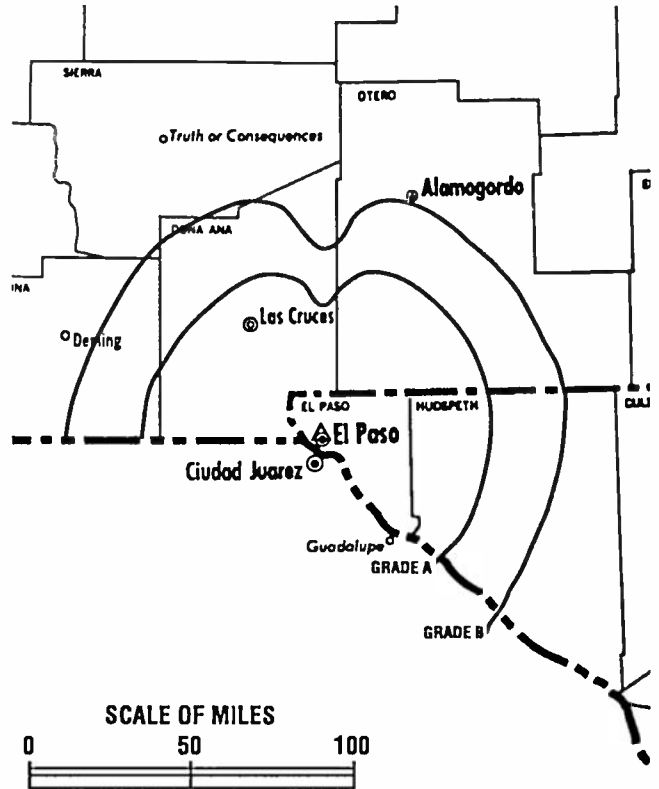 SIERRA
OTERO
Truth or Consequences
Alamogordo
DONA ANA
INA
Las Cruces
Deming
EL PASO
HUDSPETH
El Paso
Ciudad Juarez
Guadalupe
GRADE A
GRADE B
SCALE OF MILES
0 50 100